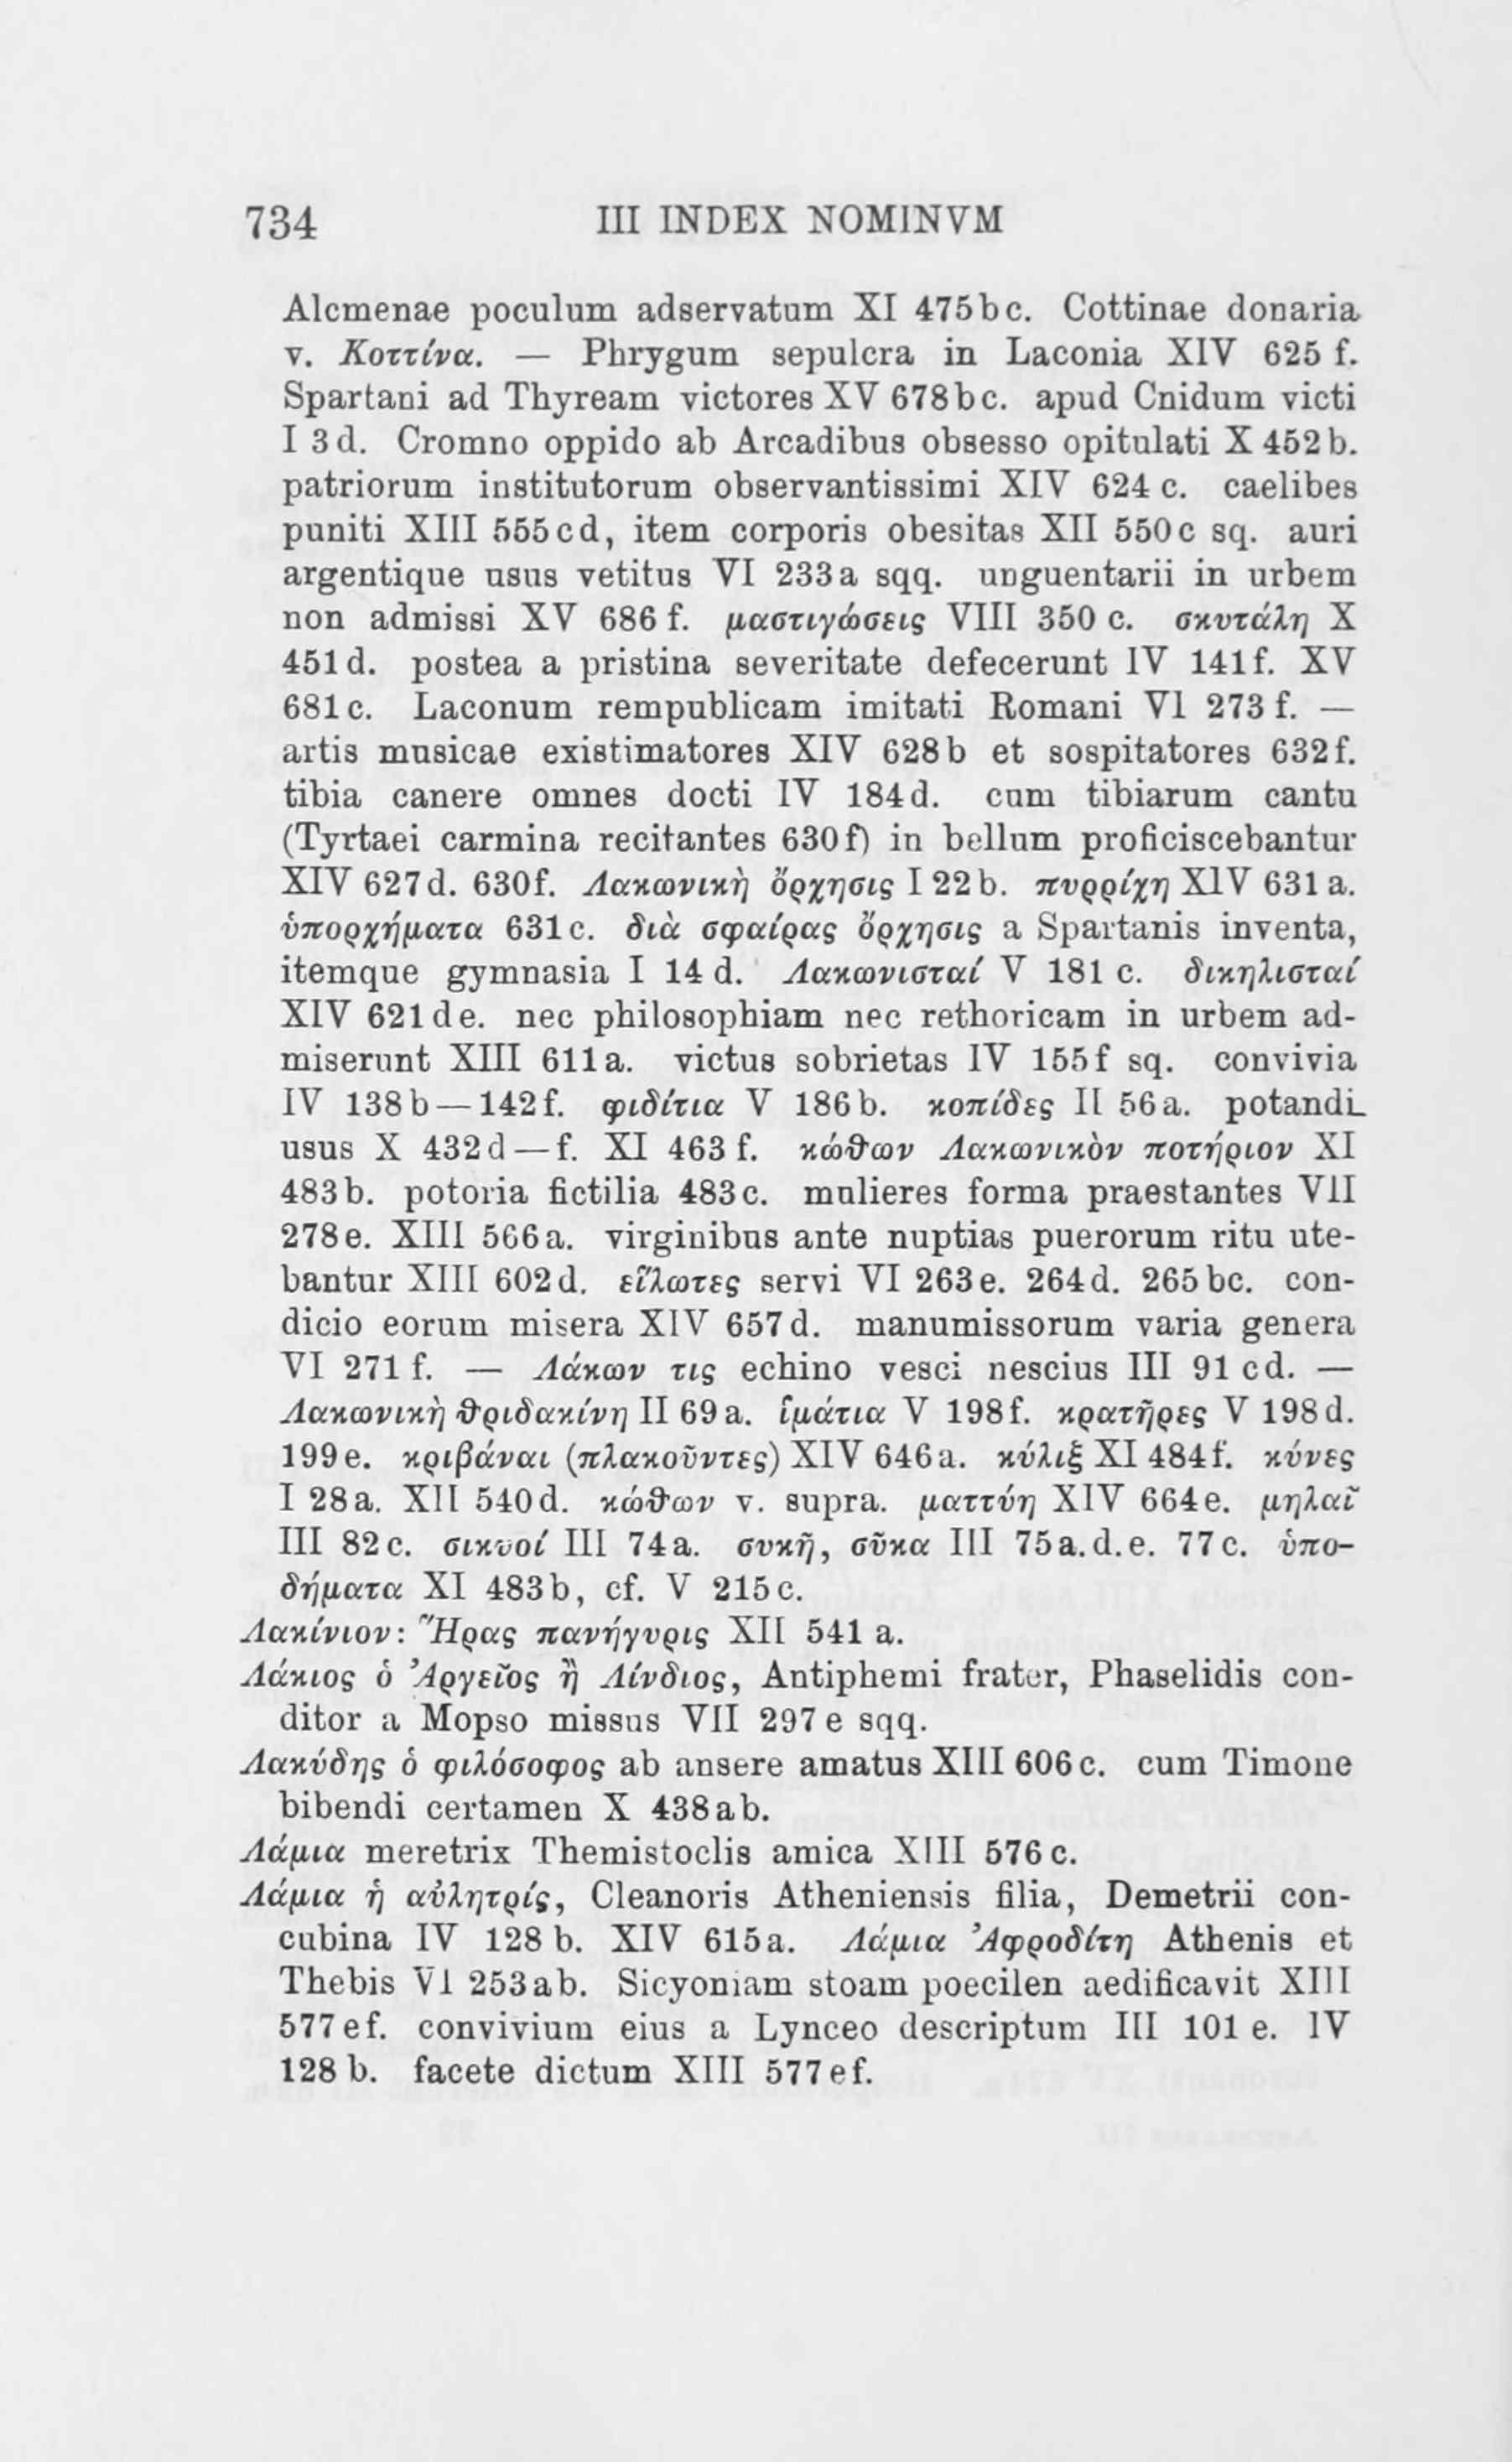 734 III INDEX NOMINVM
Alcmenae poculum adservatum XI 475bc. Cottinae donaria
v. Κοττίνα. — Phrygum sepulcra in Laconia XIV 625 f.
Spartani ad Thyream victores XV 678bc. apud Cnidum victi
I 3d. Cromno oppido ab Arcadibus obsesso opitulati X 452b.
patriorum institutorum observantissimi XIV 624 c. caelibes
puniti XIII 555cd, item corporis obesitas XII 550c sq. auri
argentique usus vetitus VI 233a sqq. unguentarii in urbem
non admissi XV 686 f. μαστιγώσεις VIII 350 c. σκυτάλη X
451d. postea a pristina severitate defecerunt IV 141f. XV
681c. Laconum rempublicam imitati Romani VI 273 f. —
artis musicae existimatores XIV 628b et sospitatores 632f.
tibia canere omnes docti IV 184d. cum tibiarum cantu
(Tyrtaei carmina recitantes 630f) in bellum proficiscebantur
XIV 627d. 630f. Λακωνικὴ ὄρχησις I 22b. πυρρίχη XIV 631a.
ὑπορχήματα 631c. διὰ σφαίρας ὄρχησις a Spartanis inventa,
itemque gymnasia I 14 d. Λακωνισταί V 181 c. δικηλισταί
XIV 621de. nec philosophiam nec rethoricam in urbem ad-
miserunt XIII 611a. victus sobrietas IV 155f sq. convivia
IV 138b—142f. φιδίτια V 186b. κοπίδες II 56a. potandi
usus X 432d—f. XI 463 f. κώθων Λακωνικὸν ποτήριον XI
483b. potoria fictilia 483c. mulieres forma praestantes VII
278e. XIII 566a. virginibus ante nuptias puerorum ritu ute-
bantur XIII 602d. εἵλωτες servi VI 263e. 264d. 265bc. con-
dicio eorum misera XIV 657d. manumissorum varia genera
VI 271f. — Λάκων τις echino vesci nescius III 91cd. —
Λακωνικὴ θριδακίνη II 69a. ἱμάτια V 198f. κρατῆρες V 198d.
199e. κριβάναι (πλακοῦντες) XIV 646a. κύλιξ XI 484f. κύνες
I 28a. XII 540d. κώθων v. supra. ματτύη XIV 664e. μηλαῖ
III 82c. σικυοί III 74a. συκῆ, σῦκα III 75a.d.e. 77c. ὑπο-
δήματα XI 483b, cf. V 215c.
Λακίνιον: Ἥρας πανήγυρις XII 541 a.
Λάκιος ὁ Ἀργεῖος ἢ Λίνδιος, Antiphemi frater, Phaselidis con-
ditor a Mopso missus VII 297e sqq.
Λακύδης ὁ φιλόσοφος ab ansere amatus XIII 606c. cum Timone
bibendi certamen X 438ab.
Λάμια meretrix Themistoclis amica XIII 576c.
Λάμια ἡ αὐλητρίς, Cleanoris Atheniensis filia, Demetrii con-
cubina IV 128b. XIV 615a. Λάμια Ἀφροδίτη Athenis et
Thebis VI 253ab. Sicyoniam stoam poecilen aedificavit XIII
577ef. convivium eius a Lynceo descriptum III 101e. IV
128b. facete dictum XIII 577ef.